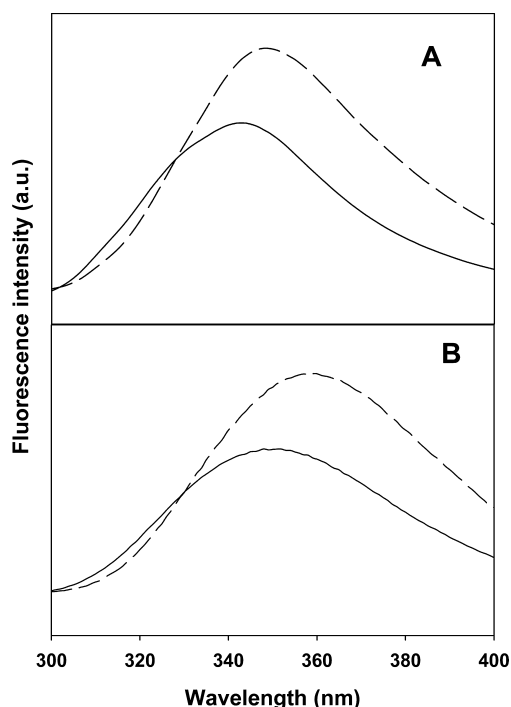 A
B
Fluorescence intensity (a.u.)
300 320 340 360 380 400
Wavelength (nm)